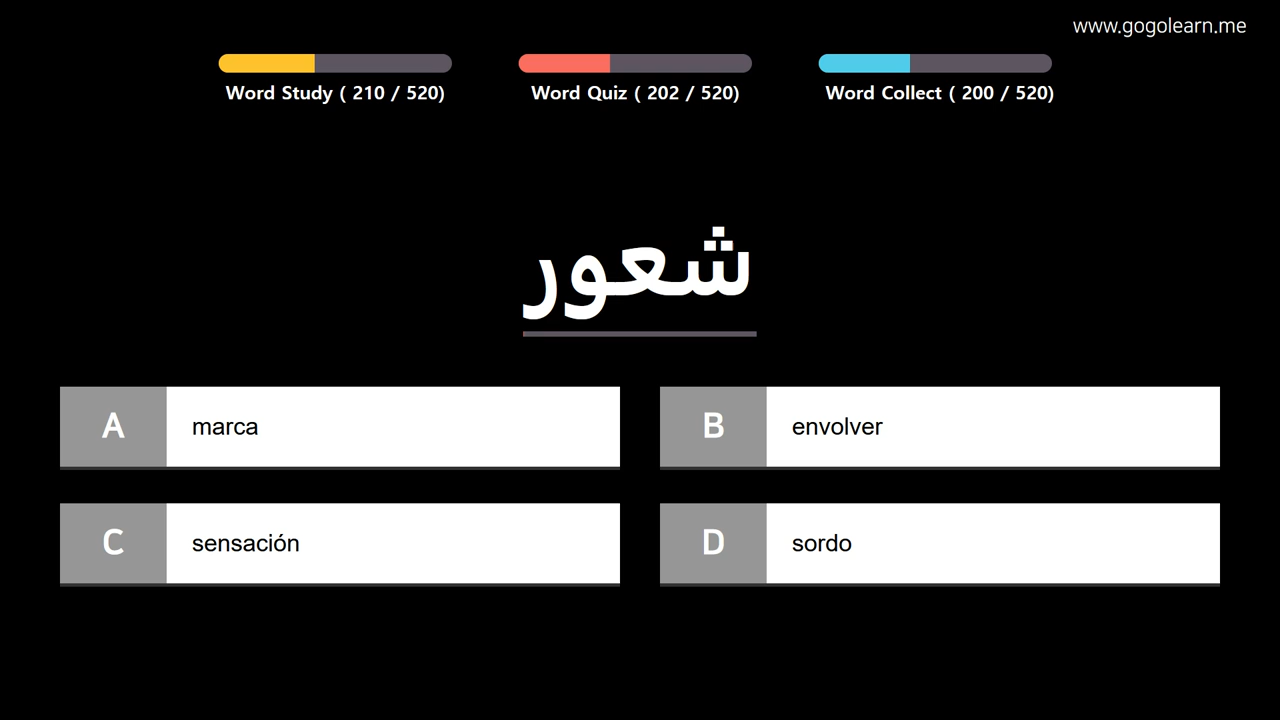 www.gogolearn.me
Word Study ( 210 / 520)
Word Quiz ( 202 / 520)
Word Collect ( 200 / 520)
شعور
A marca
B envolver
C sensación
D sordo